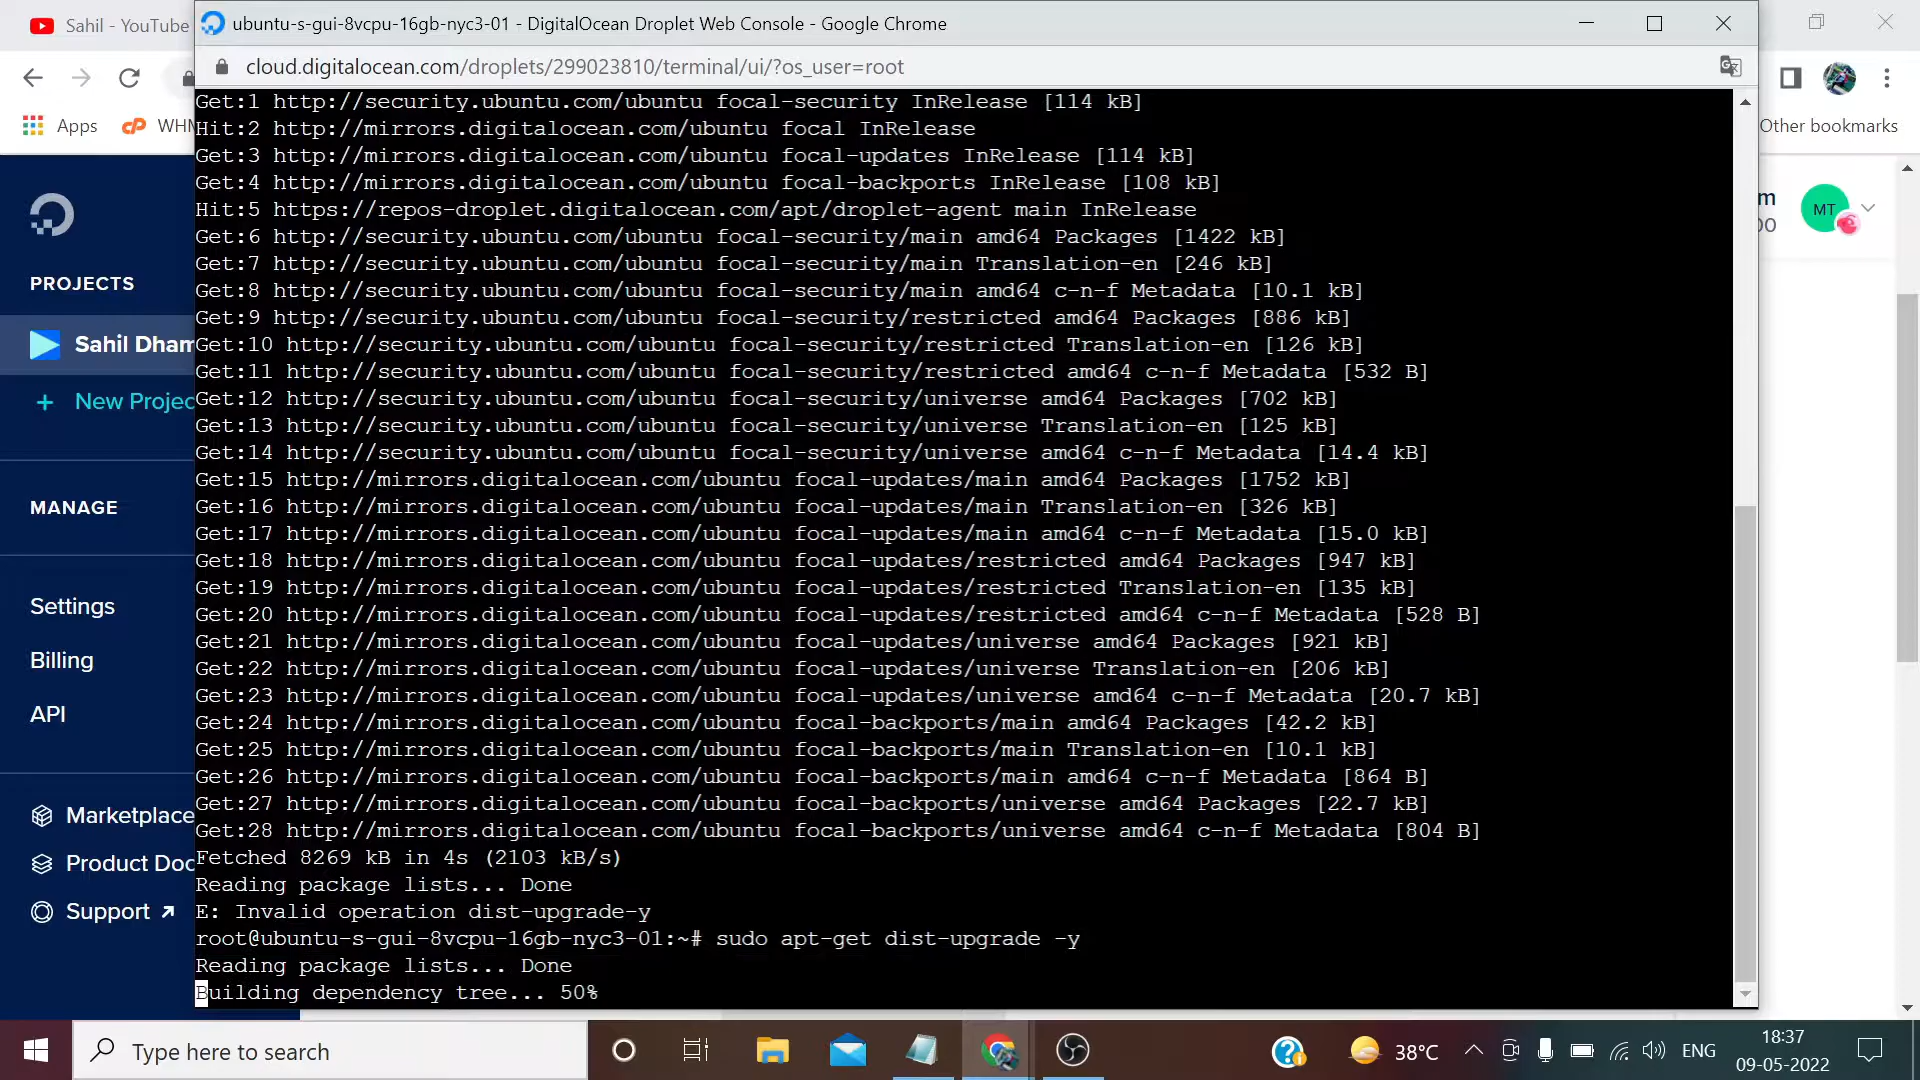 Sahil - YouTube
ubuntu-s-gui-8vcpu-16gb-nyc3-01 - DigitalOcean Droplet Web Console - Google Chrome
cloud.digitalocean.com/droplets/299023810/terminal/ui/?os_user=root
Apps
WHM
Other bookmarks
PROJECTS
Sahil Dham
+ New Projec
MANAGE
Settings
Billing
API
Marketplace
Product Doc
Support
MT
m
00
Get:1 http://security.ubuntu.com/ubuntu focal-security InRelease [114 kB]
Hit:2 http://mirrors.digitalocean.com/ubuntu focal InRelease
Get:3 http://mirrors.digitalocean.com/ubuntu focal-updates InRelease [114 kB]
Get:4 http://mirrors.digitalocean.com/ubuntu focal-backports InRelease [108 kB]
Hit:5 https://repos-droplet.digitalocean.com/apt/droplet-agent main InRelease
Get:6 http://security.ubuntu.com/ubuntu focal-security/main amd64 Packages [1422 kB]
Get:7 http://security.ubuntu.com/ubuntu focal-security/main Translation-en [246 kB]
Get:8 http://security.ubuntu.com/ubuntu focal-security/main amd64 c-n-f Metadata [10.1 kB]
Get:9 http://security.ubuntu.com/ubuntu focal-security/restricted amd64 Packages [886 kB]
Get:10 http://security.ubuntu.com/ubuntu focal-security/restricted Translation-en [126 kB]
Get:11 http://security.ubuntu.com/ubuntu focal-security/restricted amd64 c-n-f Metadata [532 B]
Get:12 http://security.ubuntu.com/ubuntu focal-security/universe amd64 Packages [702 kB]
Get:13 http://security.ubuntu.com/ubuntu focal-security/universe Translation-en [125 kB]
Get:14 http://security.ubuntu.com/ubuntu focal-security/universe amd64 c-n-f Metadata [14.4 kB]
Get:15 http://mirrors.digitalocean.com/ubuntu focal-updates/main amd64 Packages [1752 kB]
Get:16 http://mirrors.digitalocean.com/ubuntu focal-updates/main Translation-en [326 kB]
Get:17 http://mirrors.digitalocean.com/ubuntu focal-updates/main amd64 c-n-f Metadata [15.0 kB]
Get:18 http://mirrors.digitalocean.com/ubuntu focal-updates/restricted amd64 Packages [947 kB]
Get:19 http://mirrors.digitalocean.com/ubuntu focal-updates/restricted Translation-en [135 kB]
Get:20 http://mirrors.digitalocean.com/ubuntu focal-updates/restricted amd64 c-n-f Metadata [528 B]
Get:21 http://mirrors.digitalocean.com/ubuntu focal-updates/universe amd64 Packages [921 kB]
Get:22 http://mirrors.digitalocean.com/ubuntu focal-updates/universe Translation-en [206 kB]
Get:23 http://mirrors.digitalocean.com/ubuntu focal-updates/universe amd64 c-n-f Metadata [20.7 kB]
Get:24 http://mirrors.digitalocean.com/ubuntu focal-backports/main amd64 Packages [42.2 kB]
Get:25 http://mirrors.digitalocean.com/ubuntu focal-backports/main Translation-en [10.1 kB]
Get:26 http://mirrors.digitalocean.com/ubuntu focal-backports/main amd64 c-n-f Metadata [864 B]
Get:27 http://mirrors.digitalocean.com/ubuntu focal-backports/universe amd64 Packages [22.7 kB]
Get:28 http://mirrors.digitalocean.com/ubuntu focal-backports/universe amd64 c-n-f Metadata [804 B]
Fetched 8269 kB in 4s (2103 kB/s)
Reading package lists... Done
E: Invalid operation dist-upgrade-y
root@ubuntu-s-gui-8vcpu-16gb-nyc3-01:~# sudo apt-get dist-upgrade -y
Reading package lists... Done
Building dependency tree... 50%
Type here to search
38°C
ENG
18:37
09-05-2022